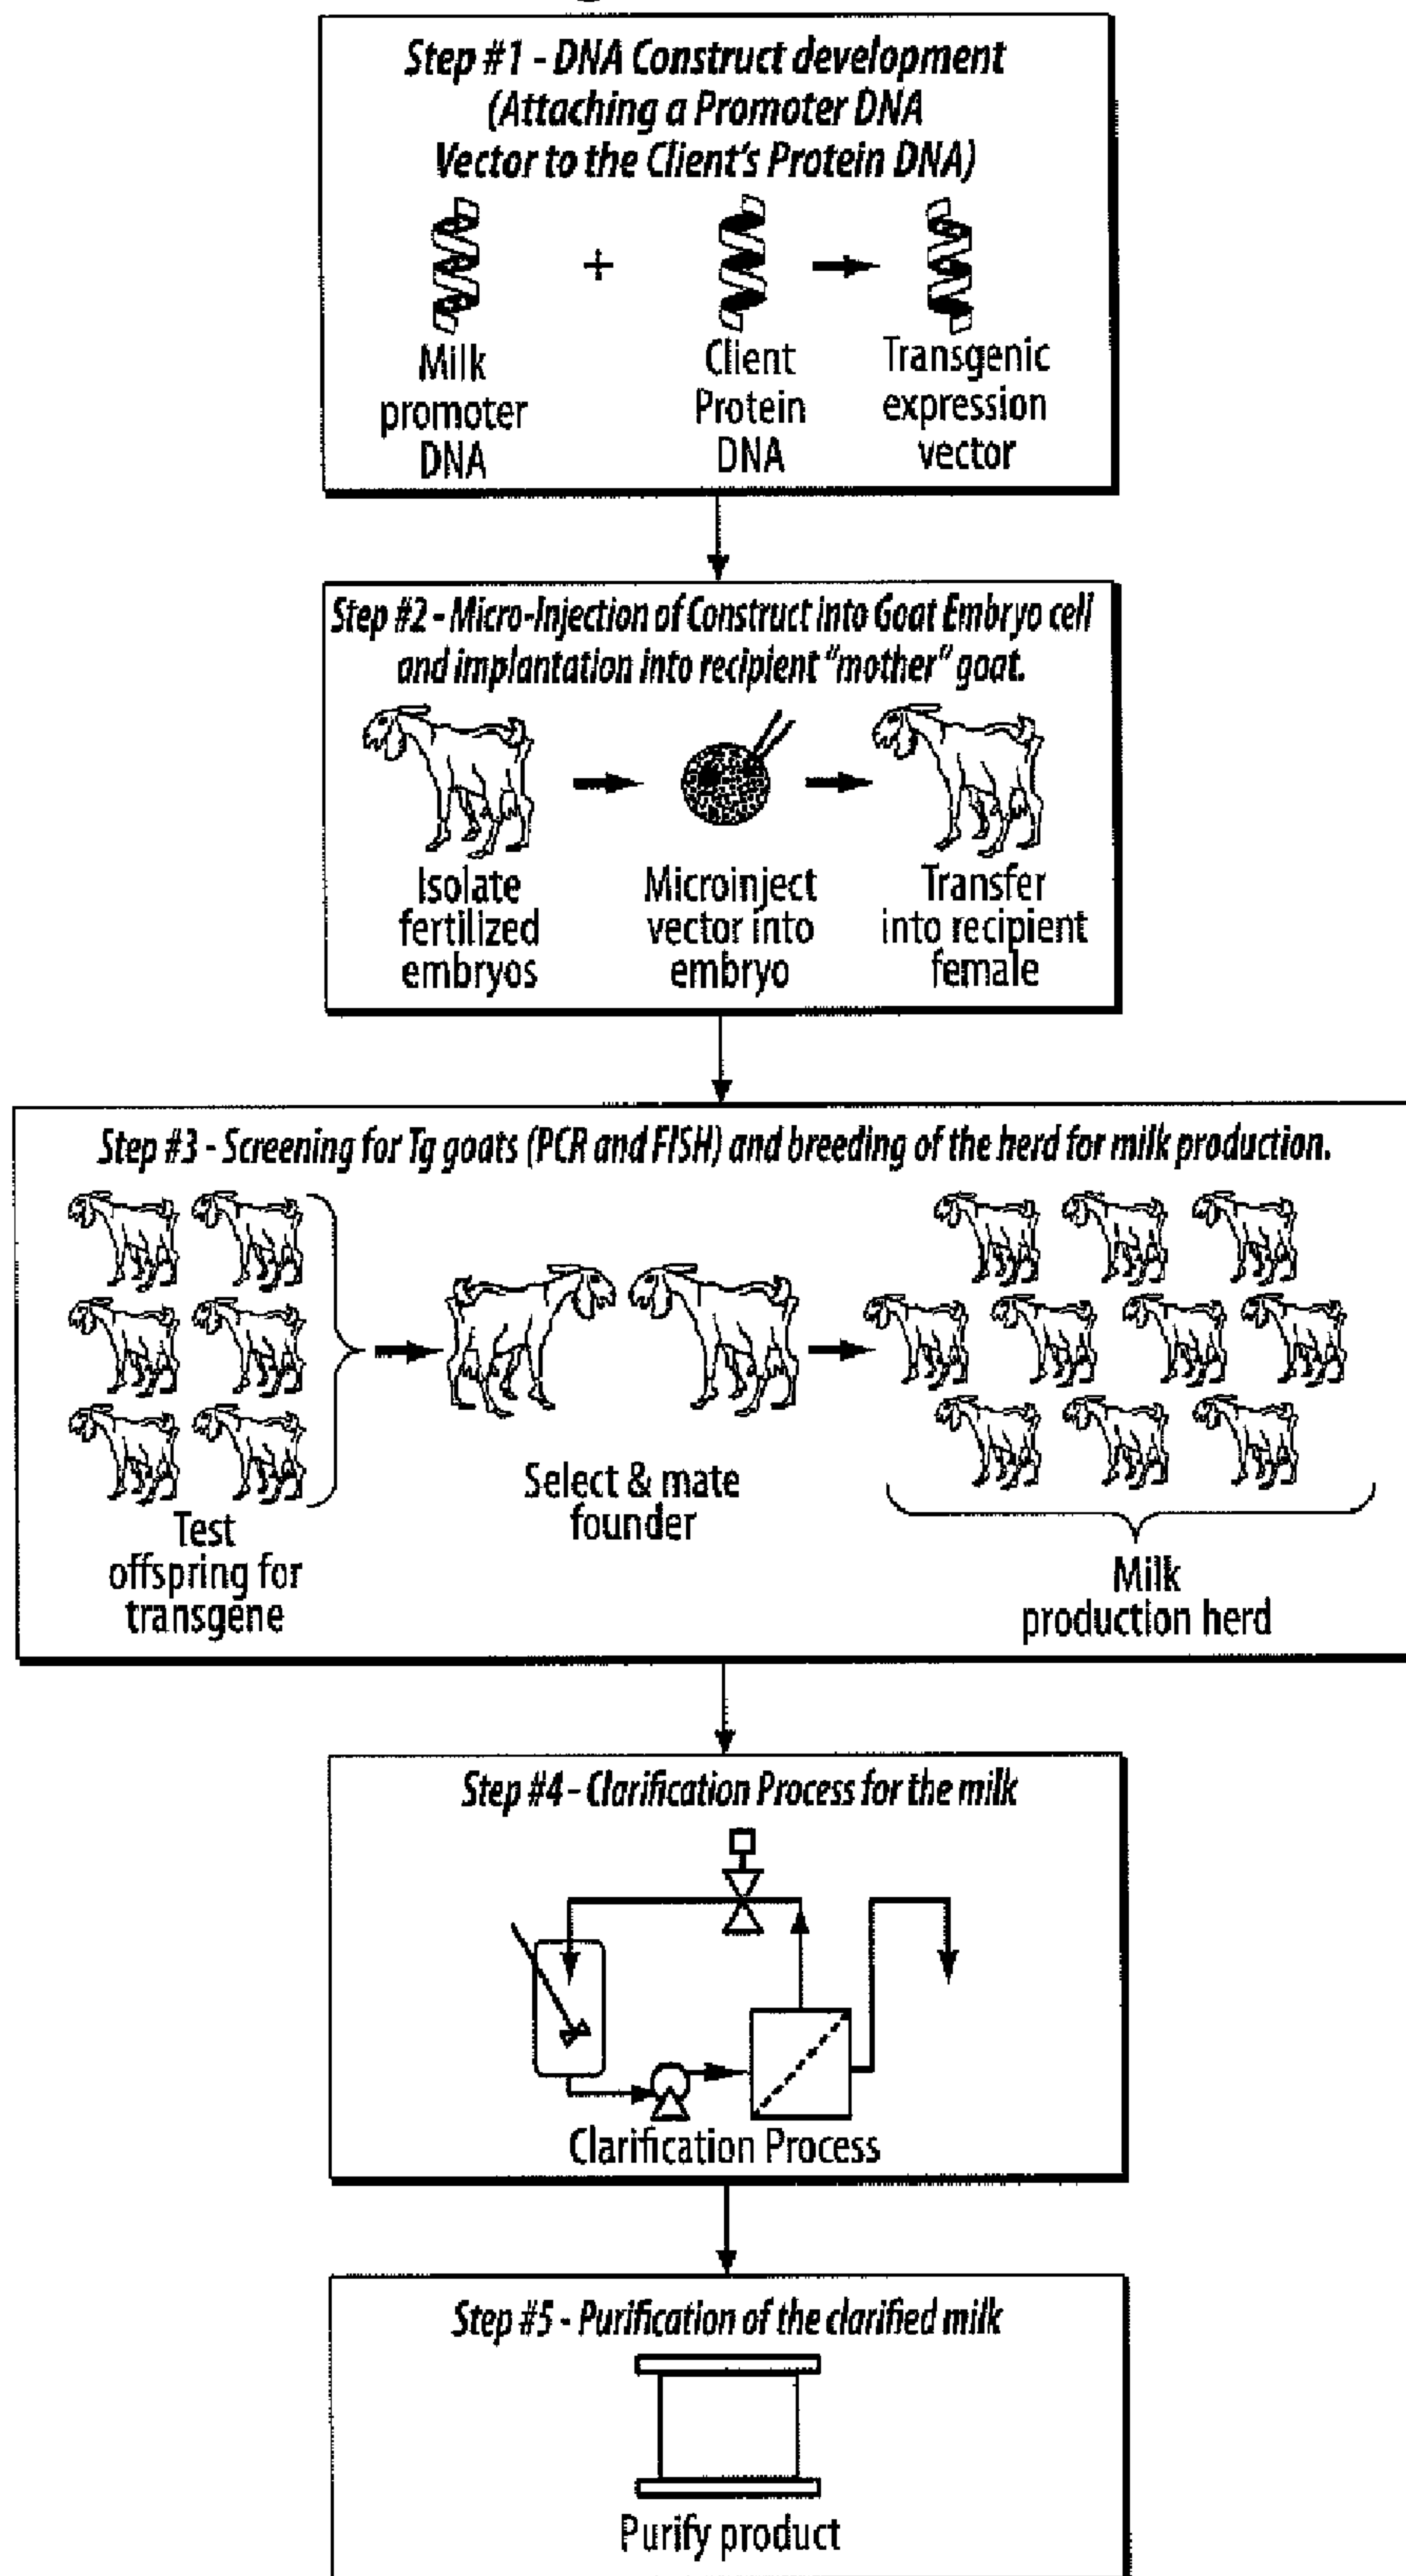 Step #1 - DNA Construct development
(Attaching a Promoter DNA
Vector to the Client's Protein DNA)
+
Milk
promoter
DNA
Client
Protein
DNA
Transgenic
expression
vector
Step #2 - Micro-Injection of Construct into Goat Embryo cell
and implantation into recipient "mother" goat.
Isolate
fertilized
embryos
Microinject
vector into
embryo
Transfer
into recipient
female
Step #3 - Screening for Tg goats (PCR and FISH) and breeding of the herd for milk production.
Test
offspring for
transgene
Select & mate
founder
Milk
production herd
Step #4 - Clarification Process for the milk
Clarification Process
Step #5 - Purification of the clarified milk
Purify product